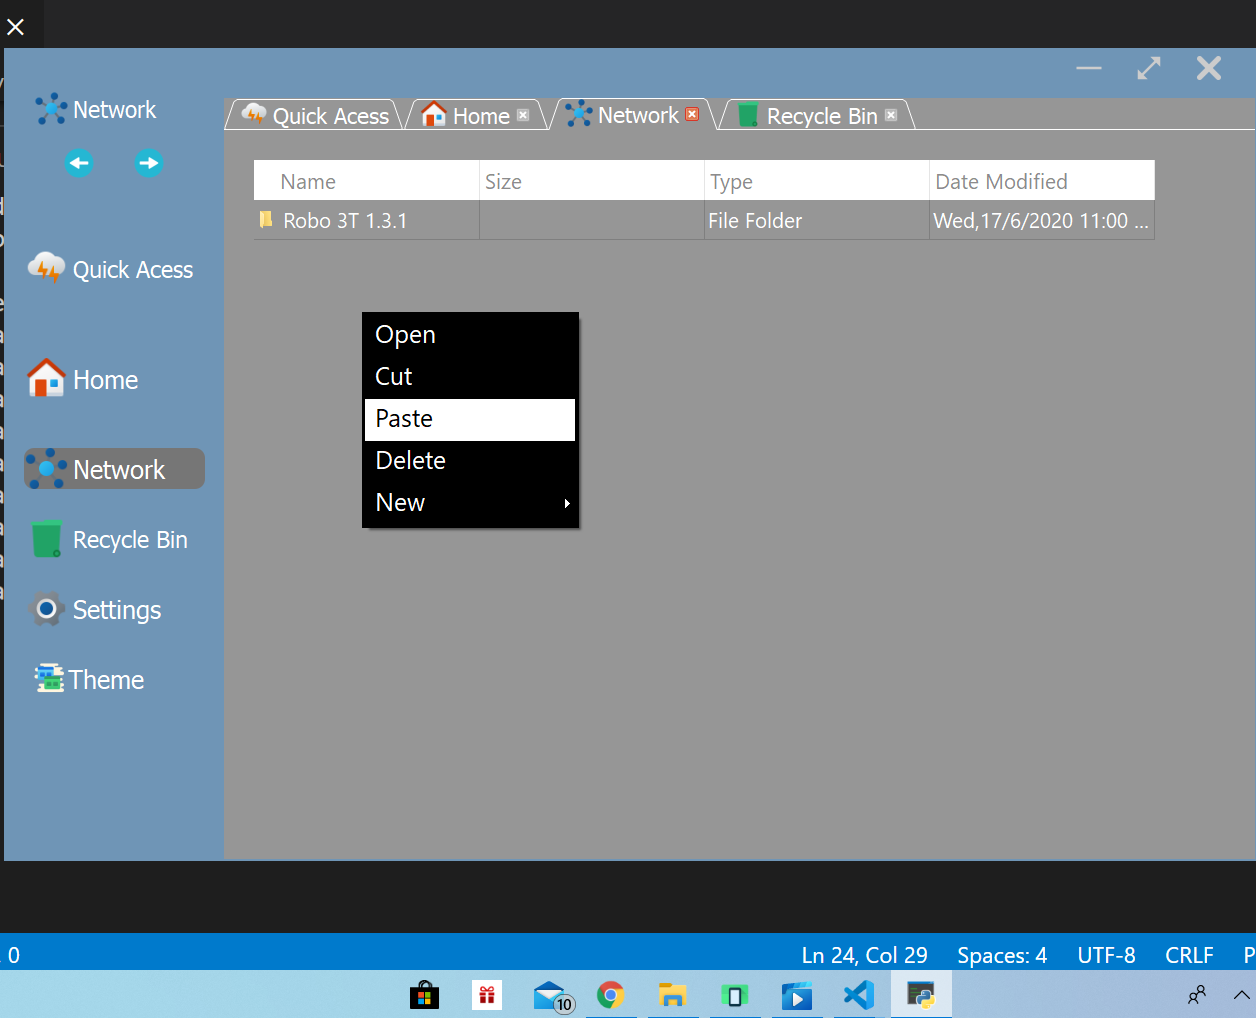 Network
Quick Acess
Home
Network
Recycle Bin
Settings
Theme
Quick Acess
Home
Network
Recycle Bin
Name Size Type Date Modified
Robo 3T 1.3.1 File Folder Wed,17/6/2020 11:00 ...
Open
Cut
Paste
Delete
New
0 Ln 24, Col 29 Spaces: 4 UTF-8 CRLF P
10